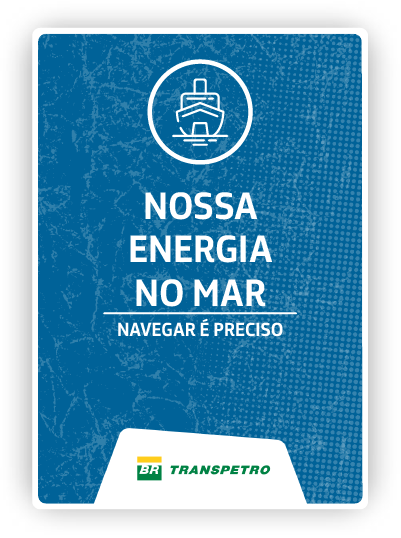 NOSSA
ENERGIA
NO MAR
NAVEGAR É PRECISO
BR TRANSPETRO